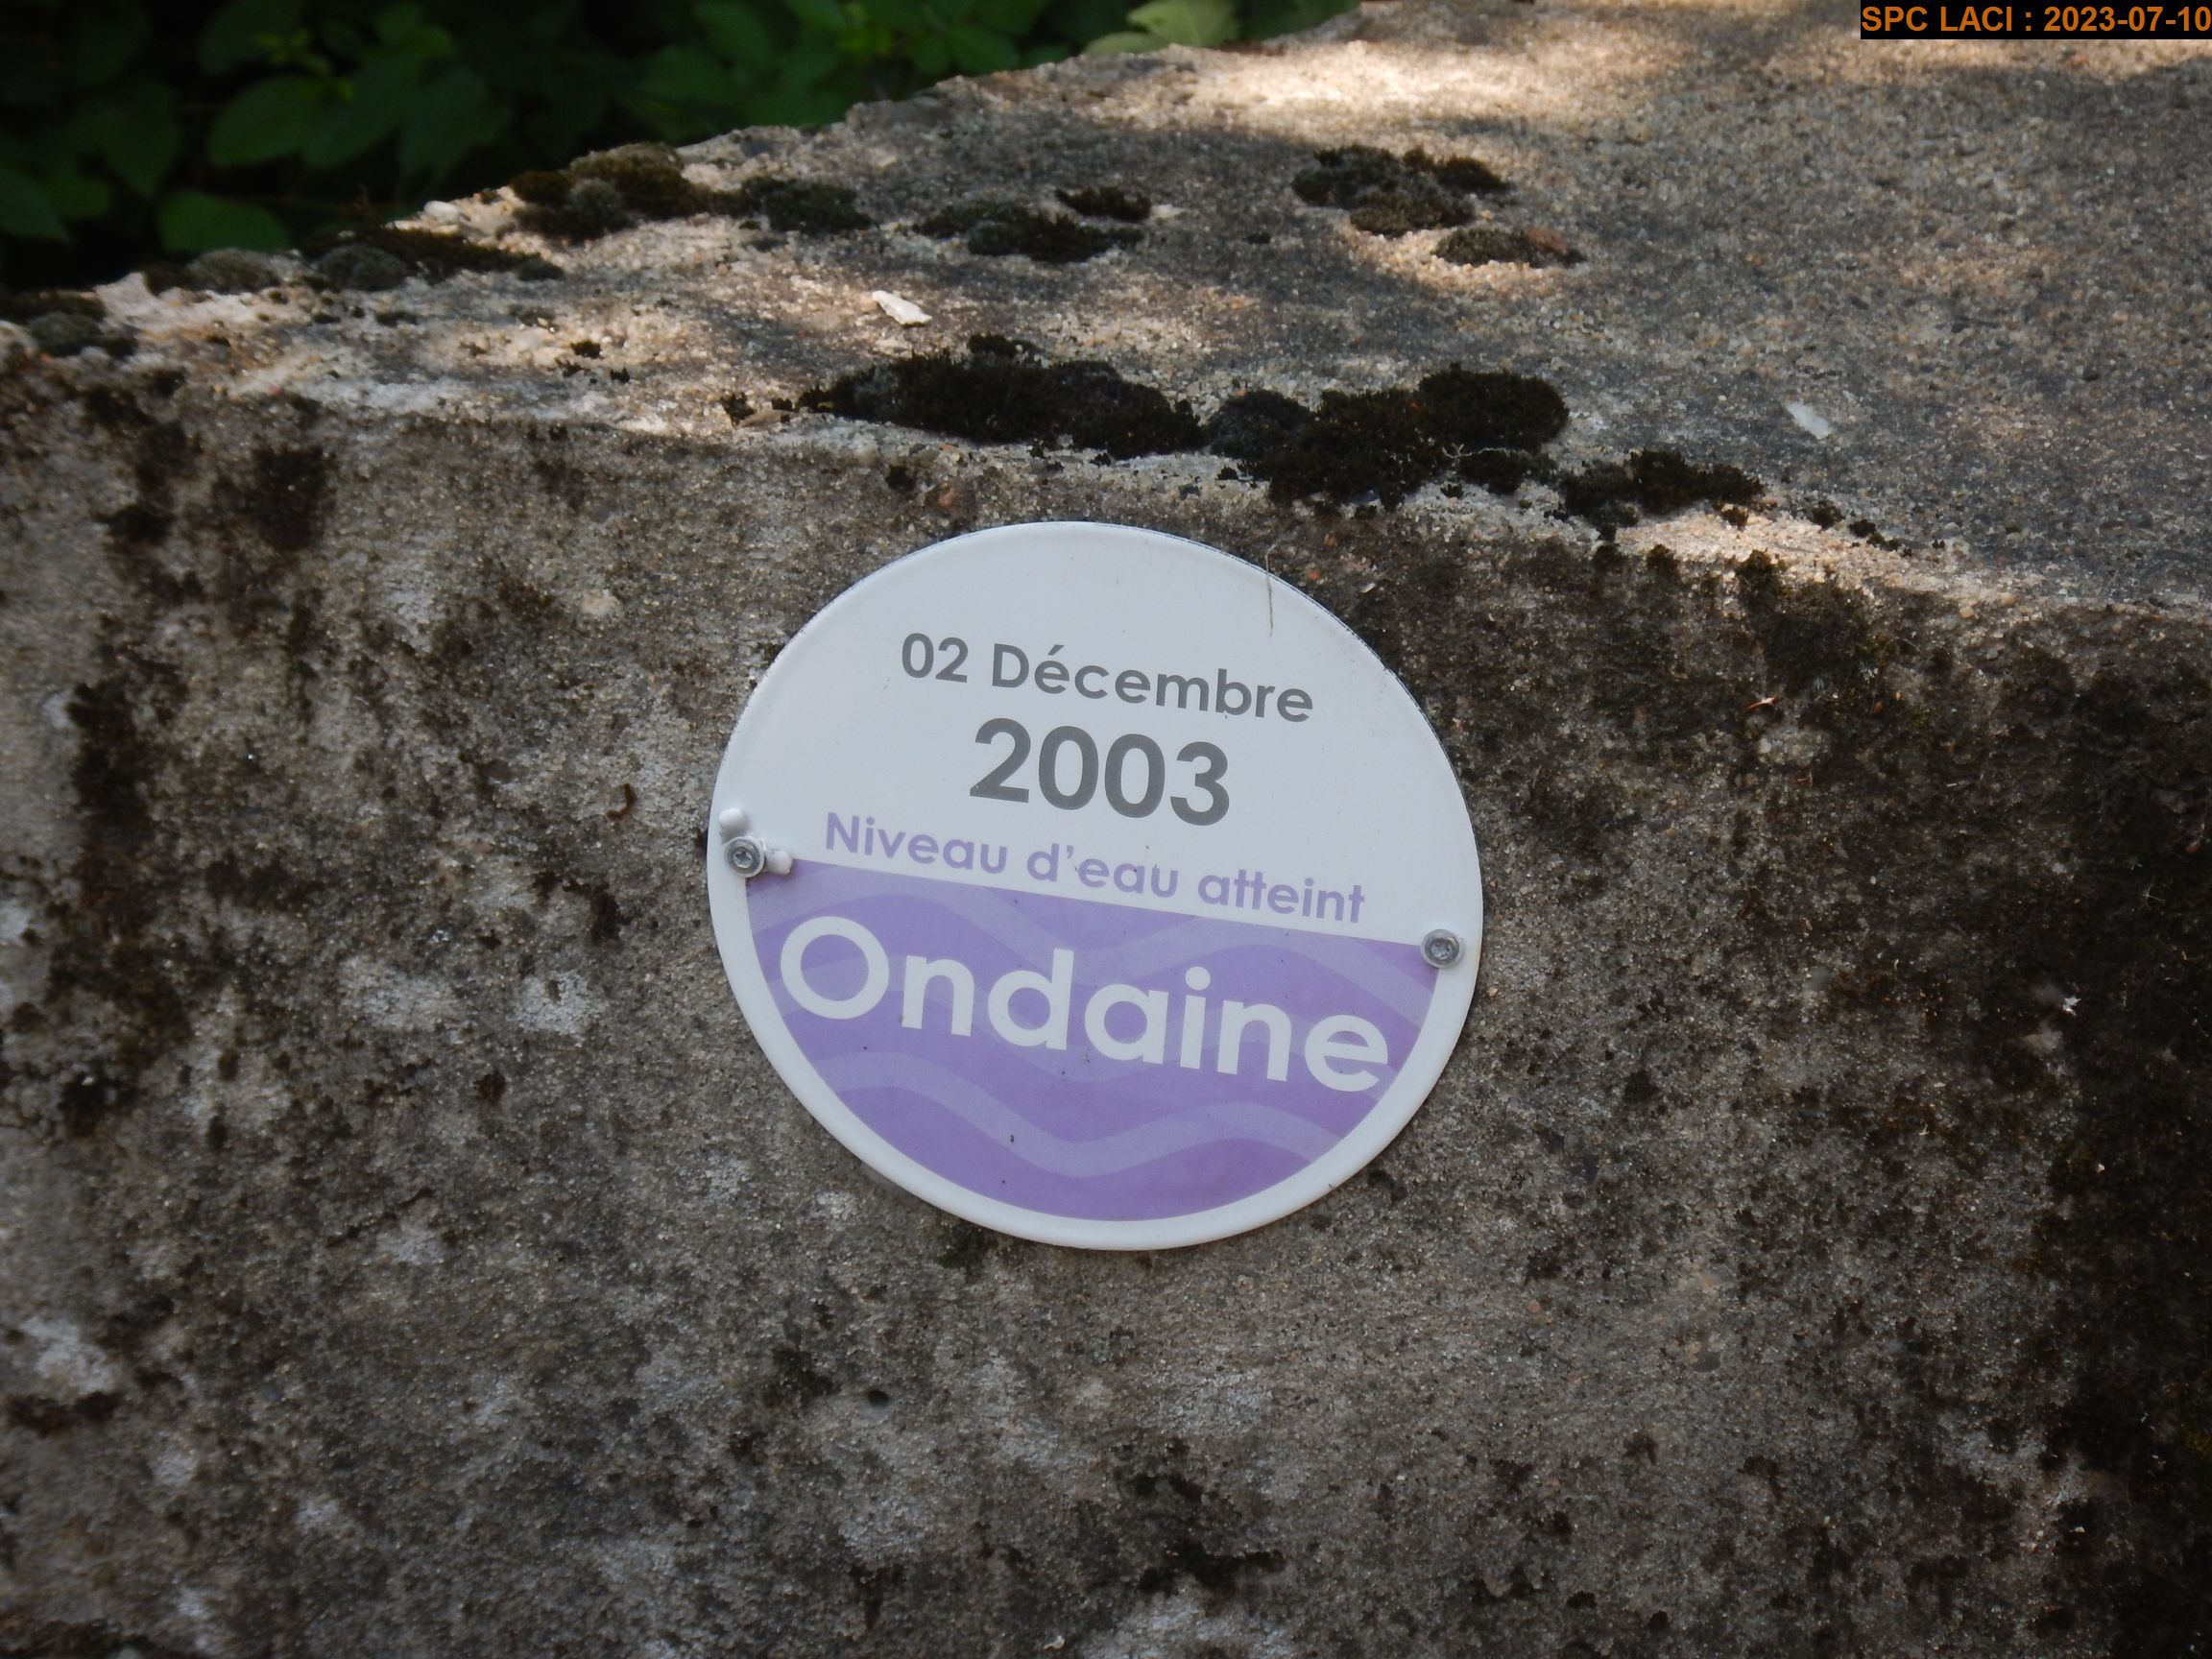 SPC LACI : 2023-07-10
02 Décembre
2003
Niveau d'eau atteint
Ondaine